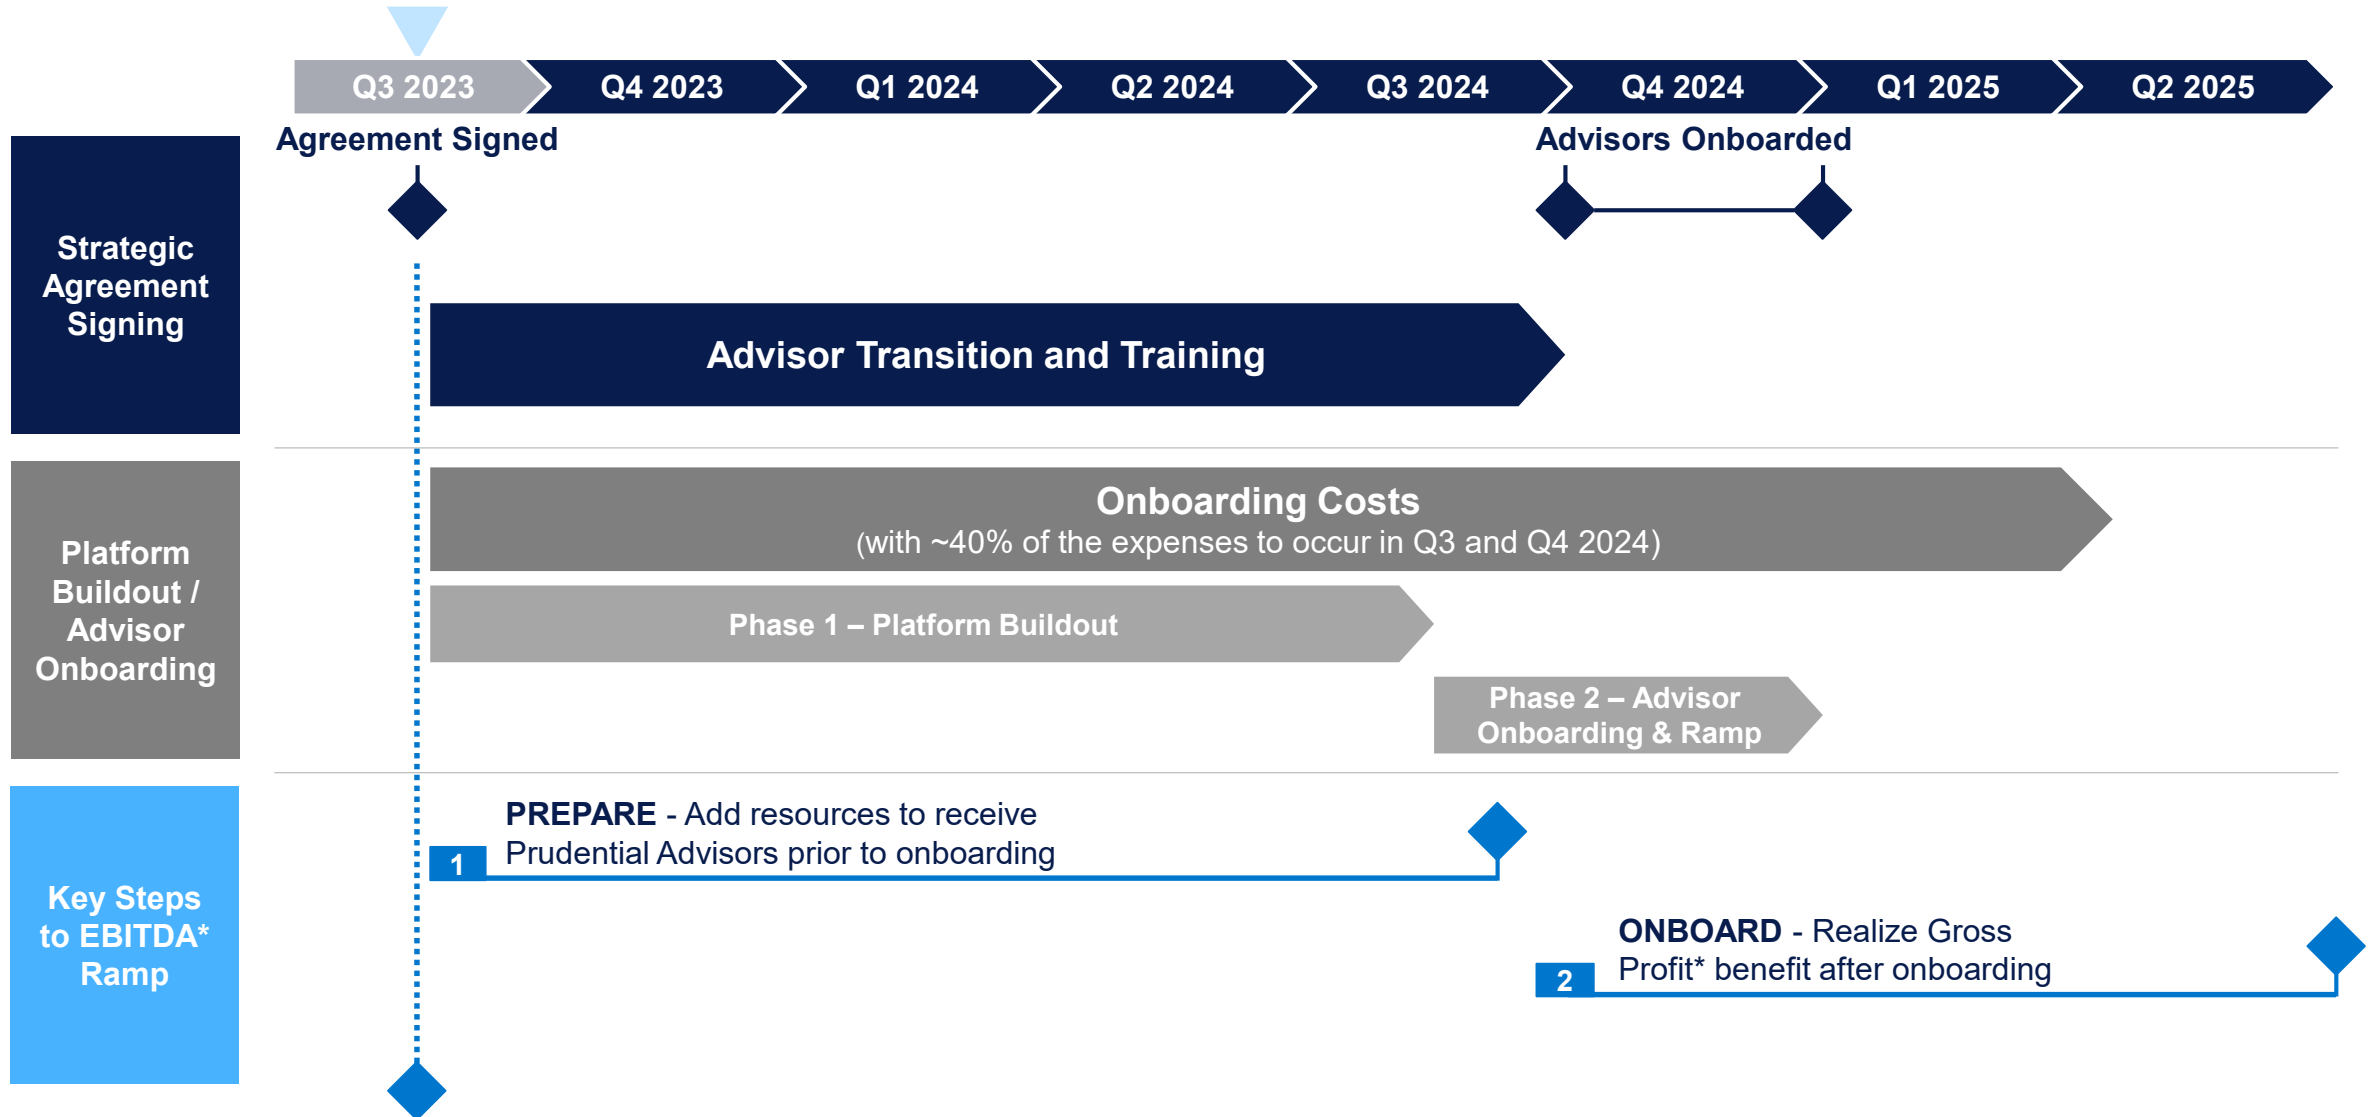 Q3 2023
Q4 2023
Q1 2024
Q2 2024
Q3 2024
Q4 2024
Q1 2025
Q2 2025
Agreement Signed
Advisors Onboarded
Strategic
Agreement
Signing
Advisor Transition and Training
Platform
Buildout /
Advisor
Onboarding
Onboarding Costs
(with ~40% of the expenses to occur in Q3 and Q4 2024)
Phase 1 – Platform Buildout
Phase 2 – Advisor
Onboarding & Ramp
Key Steps
to EBITDA*
Ramp
1
PREPARE - Add resources to receive
Prudential Advisors prior to onboarding
2
ONBOARD - Realize Gross
Profit* benefit after onboarding